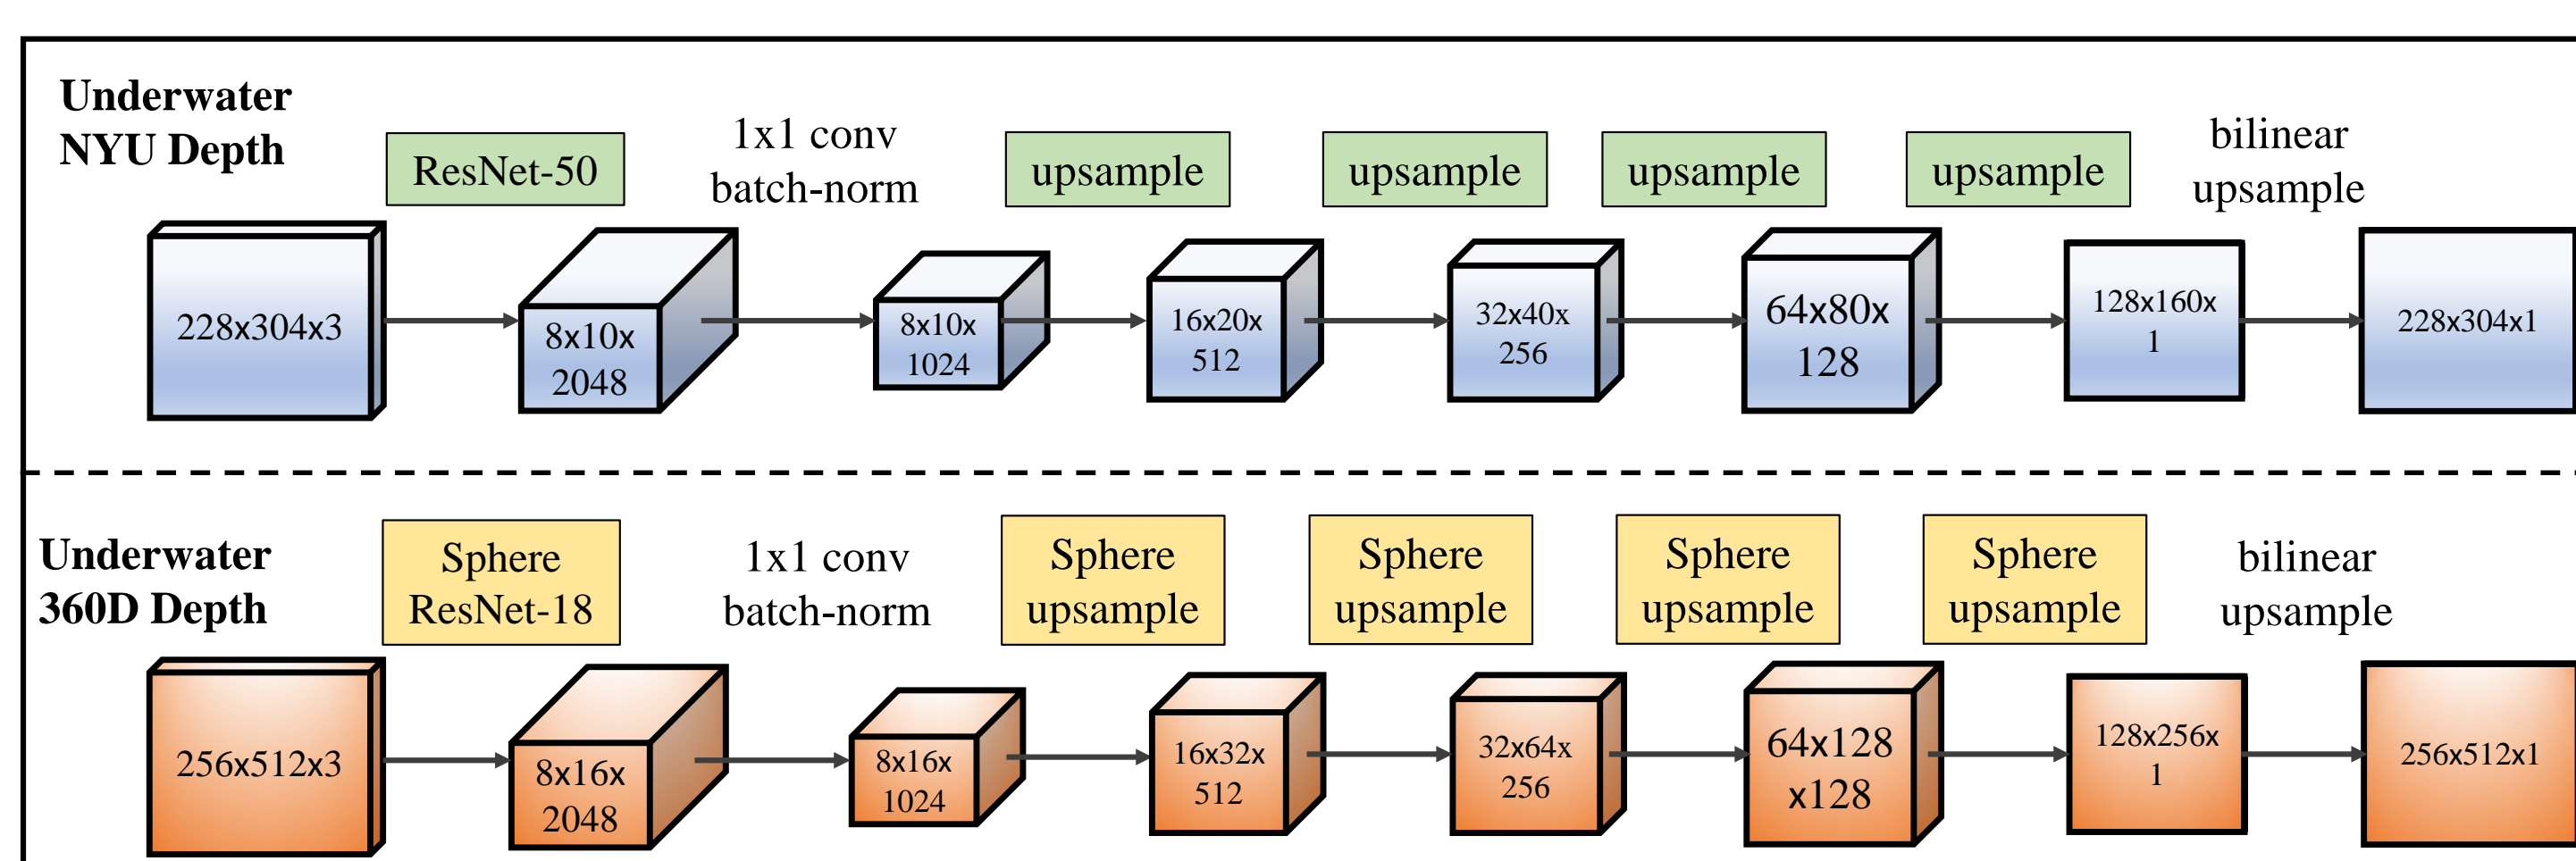 Underwater
NYU Depth
ResNet-50
1x1 conv
batch-norm
upsample
upsample
upsample
upsample
bilinear
upsample
228x304x3
8x10x
2048
8x10x
1024
16x20x
512
32x40x
256
64x80x
128
128x160x
1
228x304x1
Underwater
360D Depth
Sphere
ResNet-18
1x1 conv
batch-norm
Sphere
upsample
Sphere
upsample
Sphere
upsample
Sphere
upsample
bilinear
upsample
256x512x3
8x16x
2048
8x16x
1024
16x32x
512
32x64x
256
64x128
x128
128x256x
1
256x512x1